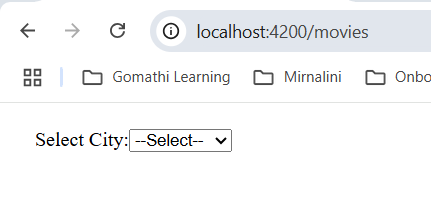 localhost:4200/movies
Gomathi Learning Mirnalini Onbo
Select City: --Select--